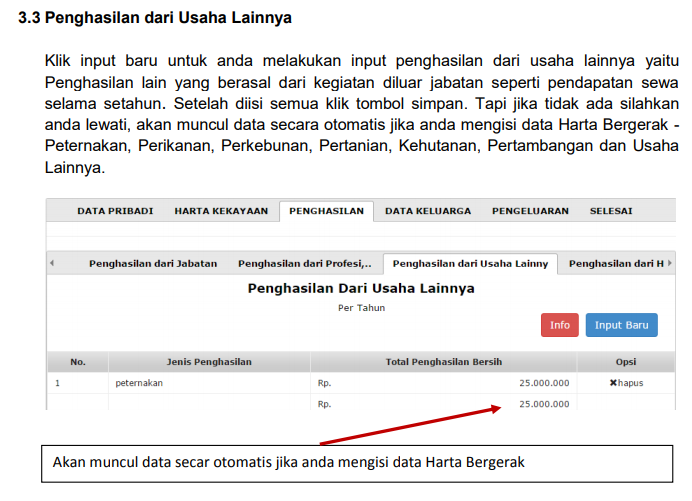 3.3 Penghasilan dari Usaha Lainnya
Klik input baru untuk anda melakukan input penghasilan dari usaha lainnya yaitu
Penghasilan lain yang berasal dari kegiatan diluar jabatan seperti pendapatan sewa
selama setahun. Setelah diisi semua klik tombol simpan. Tapi jika tidak ada silahkan
anda lewati, akan muncul data secara otomatis jika anda mengisi data Harta Bergerak -
Peternakan, Perikanan, Perkebunan, Pertanian, Kehutanan, Pertambangan dan Usaha
Lainnya.
DATA PRIBADI HARTA KEKAYAAN PENGHASILAN DATA KELUARGA PENGELUARAN SELESAI
Penghasilan dari Jabatan Penghasilan dari Profesi,.. Penghasilan dari Usaha Lainny Penghasilan dari H
Penghasilan Dari Usaha Lainnya
Per Tahun
Info Input Baru
No. Jenis Penghasilan Total Penghasilan Bersih Opsi
1 peternakan Rp. 25.000.000 ✖hapus
Rp. 25.000.000
Akan muncul data secar otomatis jika anda mengisi data Harta Bergerak